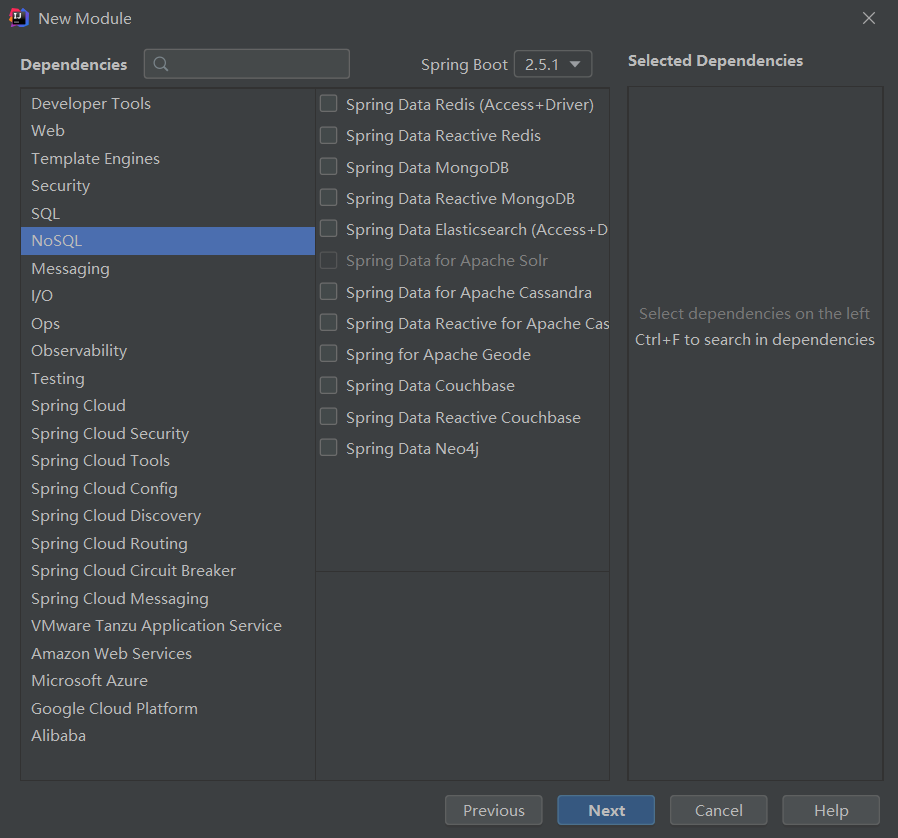 New Module
Dependencies
Spring Boot 2.5.1
Selected Dependencies
Developer Tools
Web
Template Engines
Security
SQL
NoSQL
Messaging
I/O
Ops
Observability
Testing
Spring Cloud
Spring Cloud Security
Spring Cloud Tools
Spring Cloud Config
Spring Cloud Discovery
Spring Cloud Routing
Spring Cloud Circuit Breaker
Spring Cloud Messaging
VMware Tanzu Application Service
Amazon Web Services
Microsoft Azure
Google Cloud Platform
Alibaba
Spring Data Redis (Access+Driver)
Spring Data Reactive Redis
Spring Data MongoDB
Spring Data Reactive MongoDB
Spring Data Elasticsearch (Access+D
Spring Data for Apache Solr
Spring Data for Apache Cassandra
Spring Data Reactive for Apache Cas
Spring for Apache Geode
Spring Data Couchbase
Spring Data Reactive Couchbase
Spring Data Neo4j
Select dependencies on the left
Ctrl+F to search in dependencies
Previous
Next
Cancel
Help